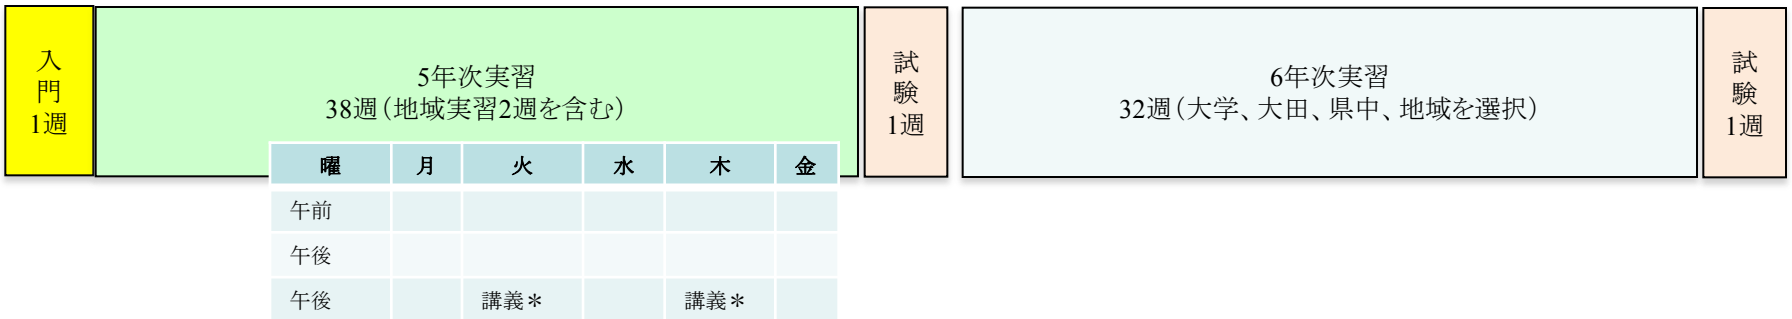 入門
1週
5年次実習
38週(地域実習2週を含む)
試験
1週
6年次実習
32週(大学、大田、県中、地域を選択)
試験
1週
曜 月 火 水 木 金
午前
午後
午後 講義＊ 講義＊